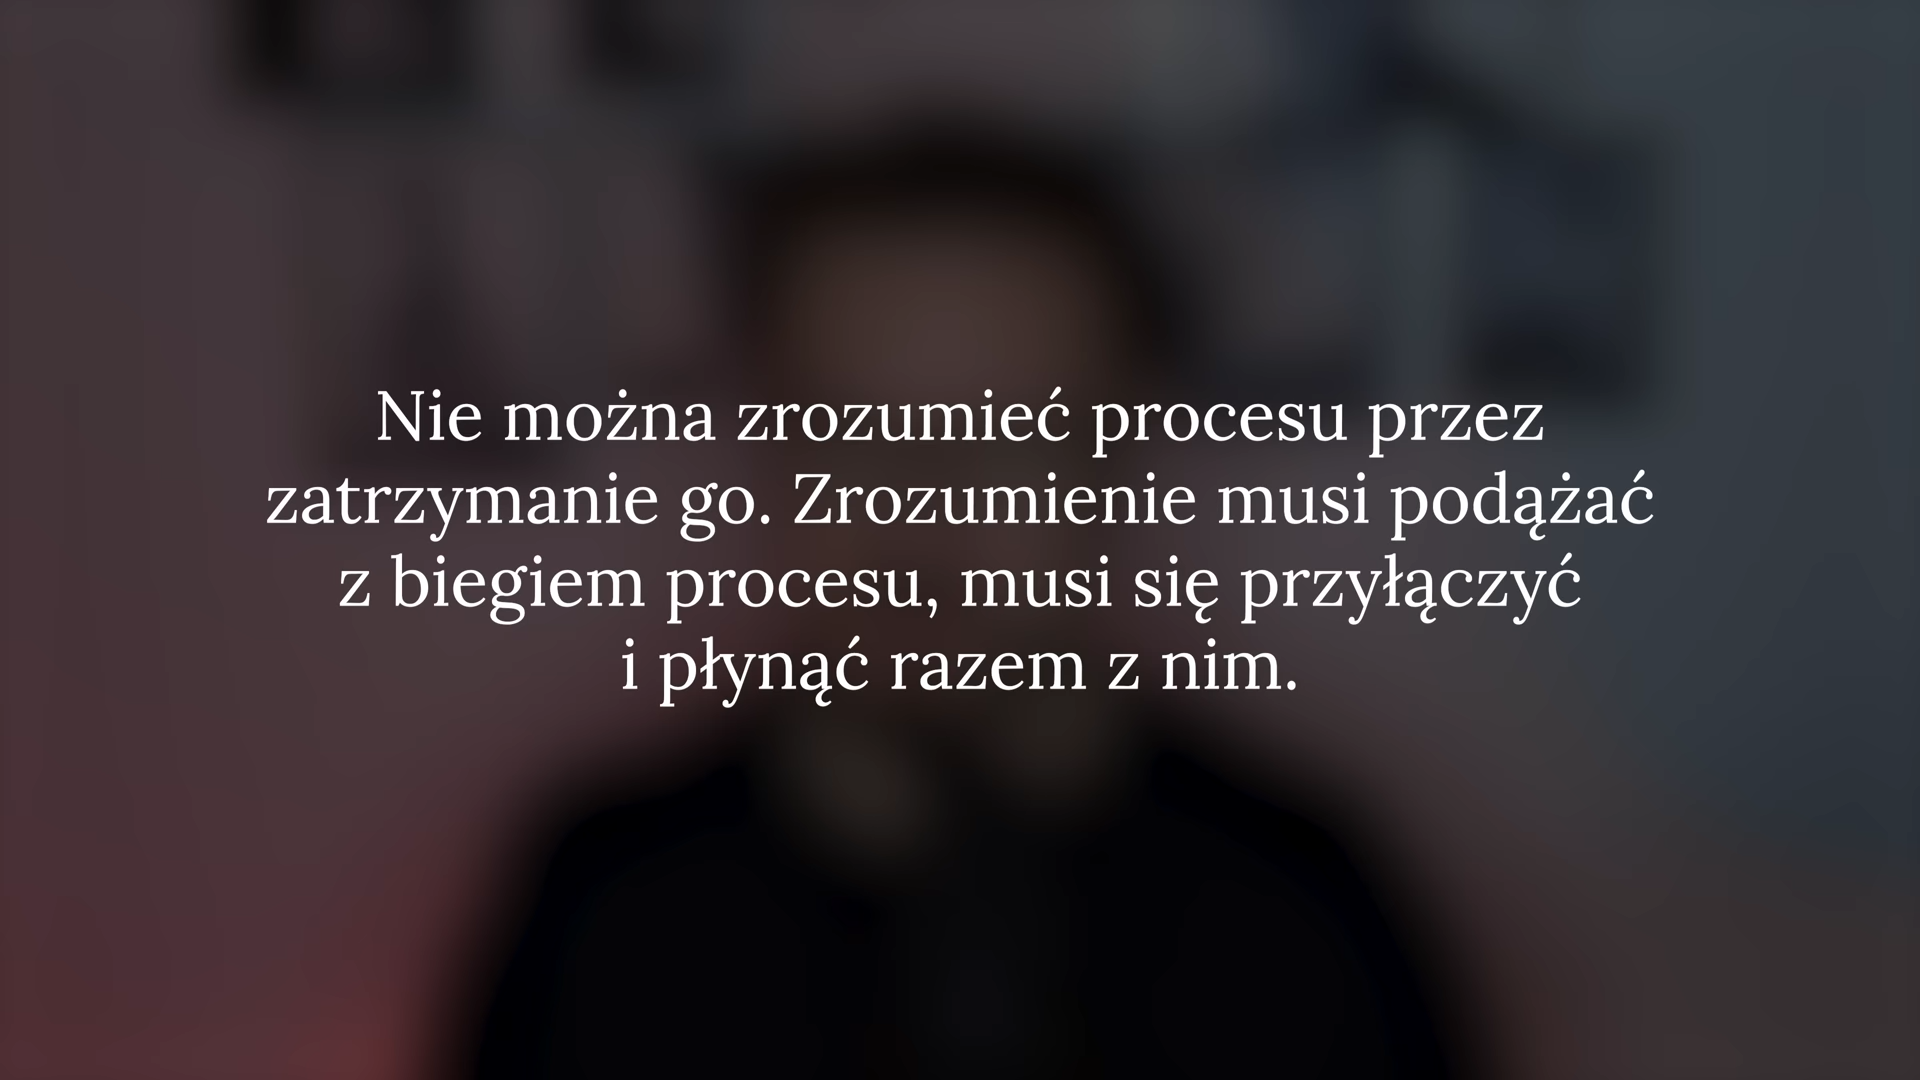 Nie można zrozumieć procesu przez
zatrzymanie go. Zrozumienie musi podążać
z biegiem procesu, musi się przyłączyć
i płynąć razem z nim.